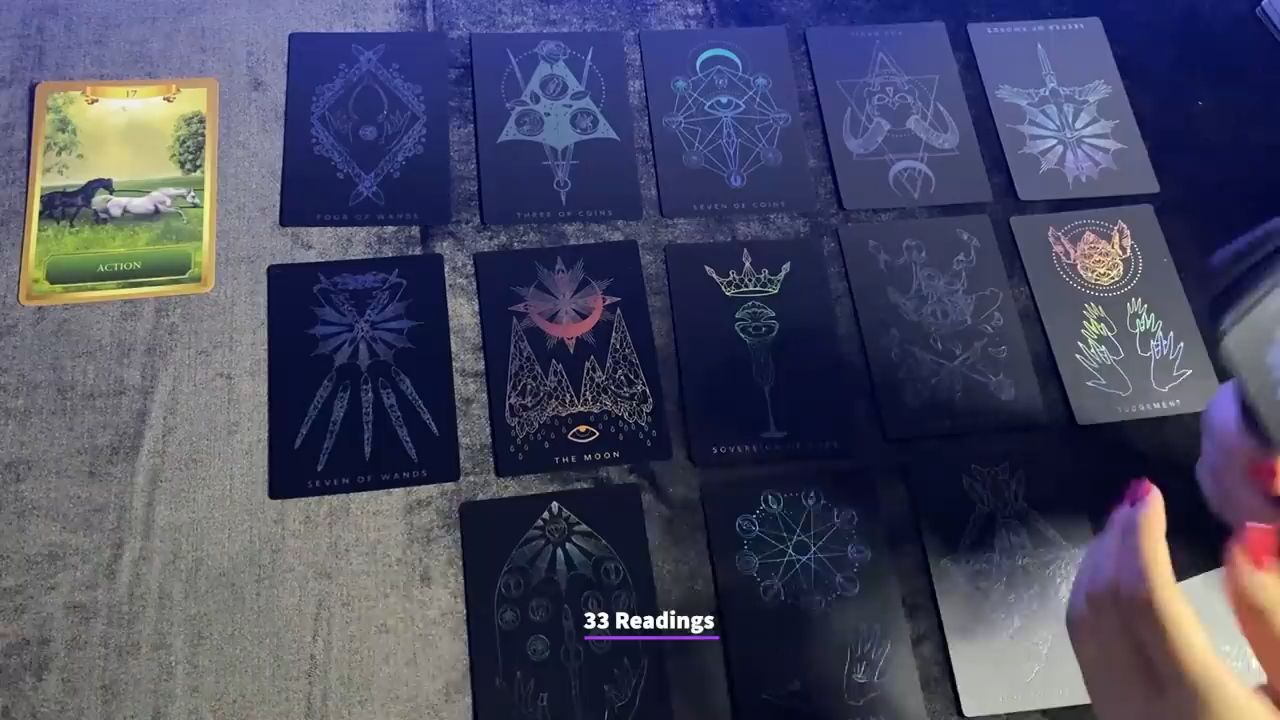 17
ACTION
FOUR OF WANDS
THREE OF COINS
SEVEN OF COINS
SEVEN OF WANDS
THE MOON
JUDGEMENT
33 Readings